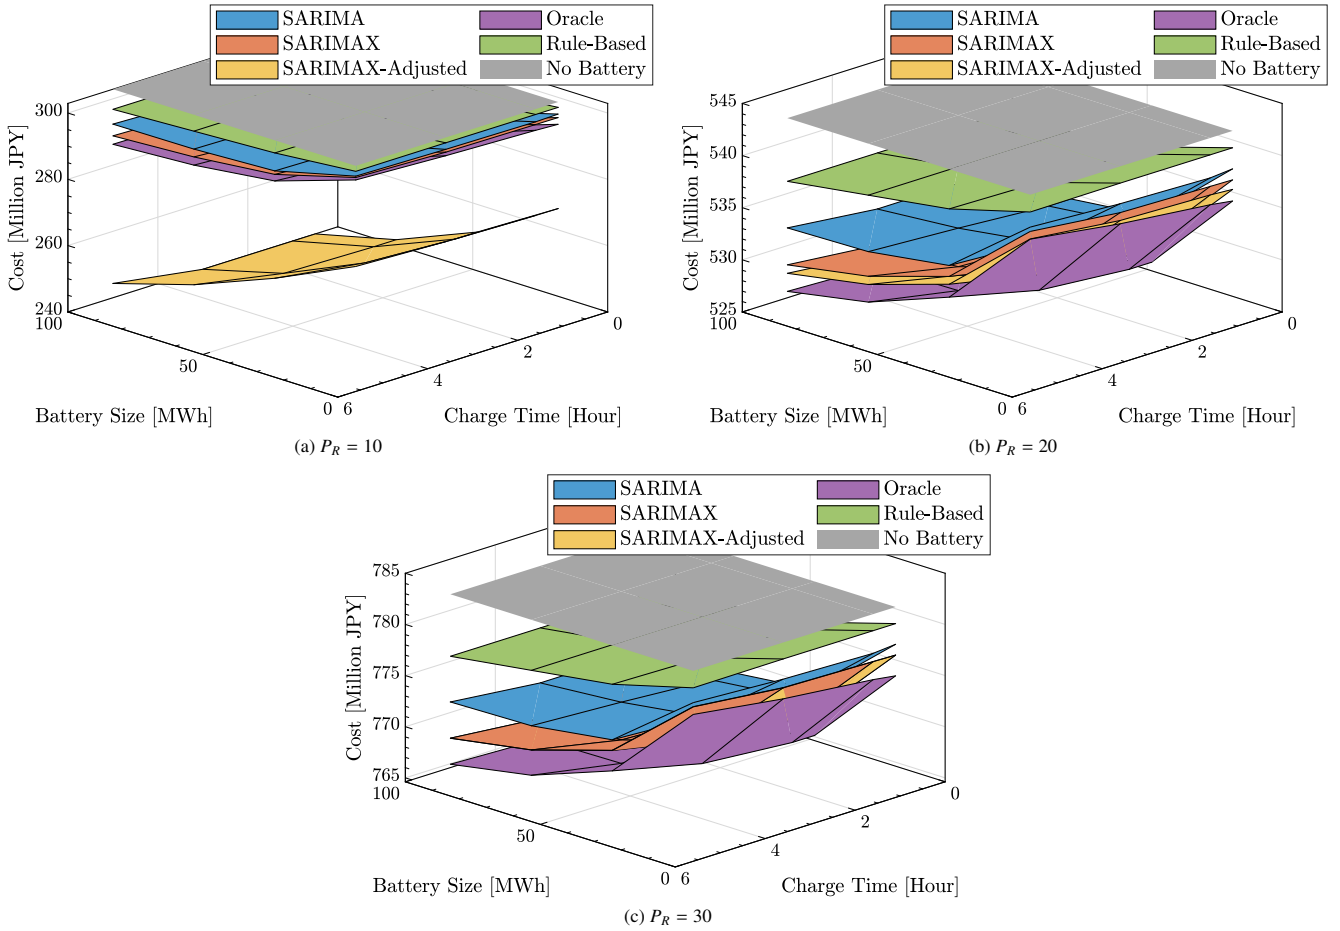 SARIMA
SARIMAX
SARIMAX-Adjusted
Oracle
Rule-Based
No Battery
Cost [Million JPY]
300
280
260
240
100
50
0
6
4
2
0
Battery Size [MWh]
Charge Time [Hour]
(a) P_R = 10
SARIMA
SARIMAX
SARIMAX-Adjusted
Oracle
Rule-Based
No Battery
Cost [Million JPY]
545
540
535
530
525
100
50
0
6
4
2
0
Battery Size [MWh]
Charge Time [Hour]
(b) P_R = 20
SARIMA
SARIMAX
SARIMAX-Adjusted
Oracle
Rule-Based
No Battery
Cost [Million JPY]
785
780
775
770
765
100
50
0
6
4
2
0
Battery Size [MWh]
Charge Time [Hour]
(c) P_R = 30